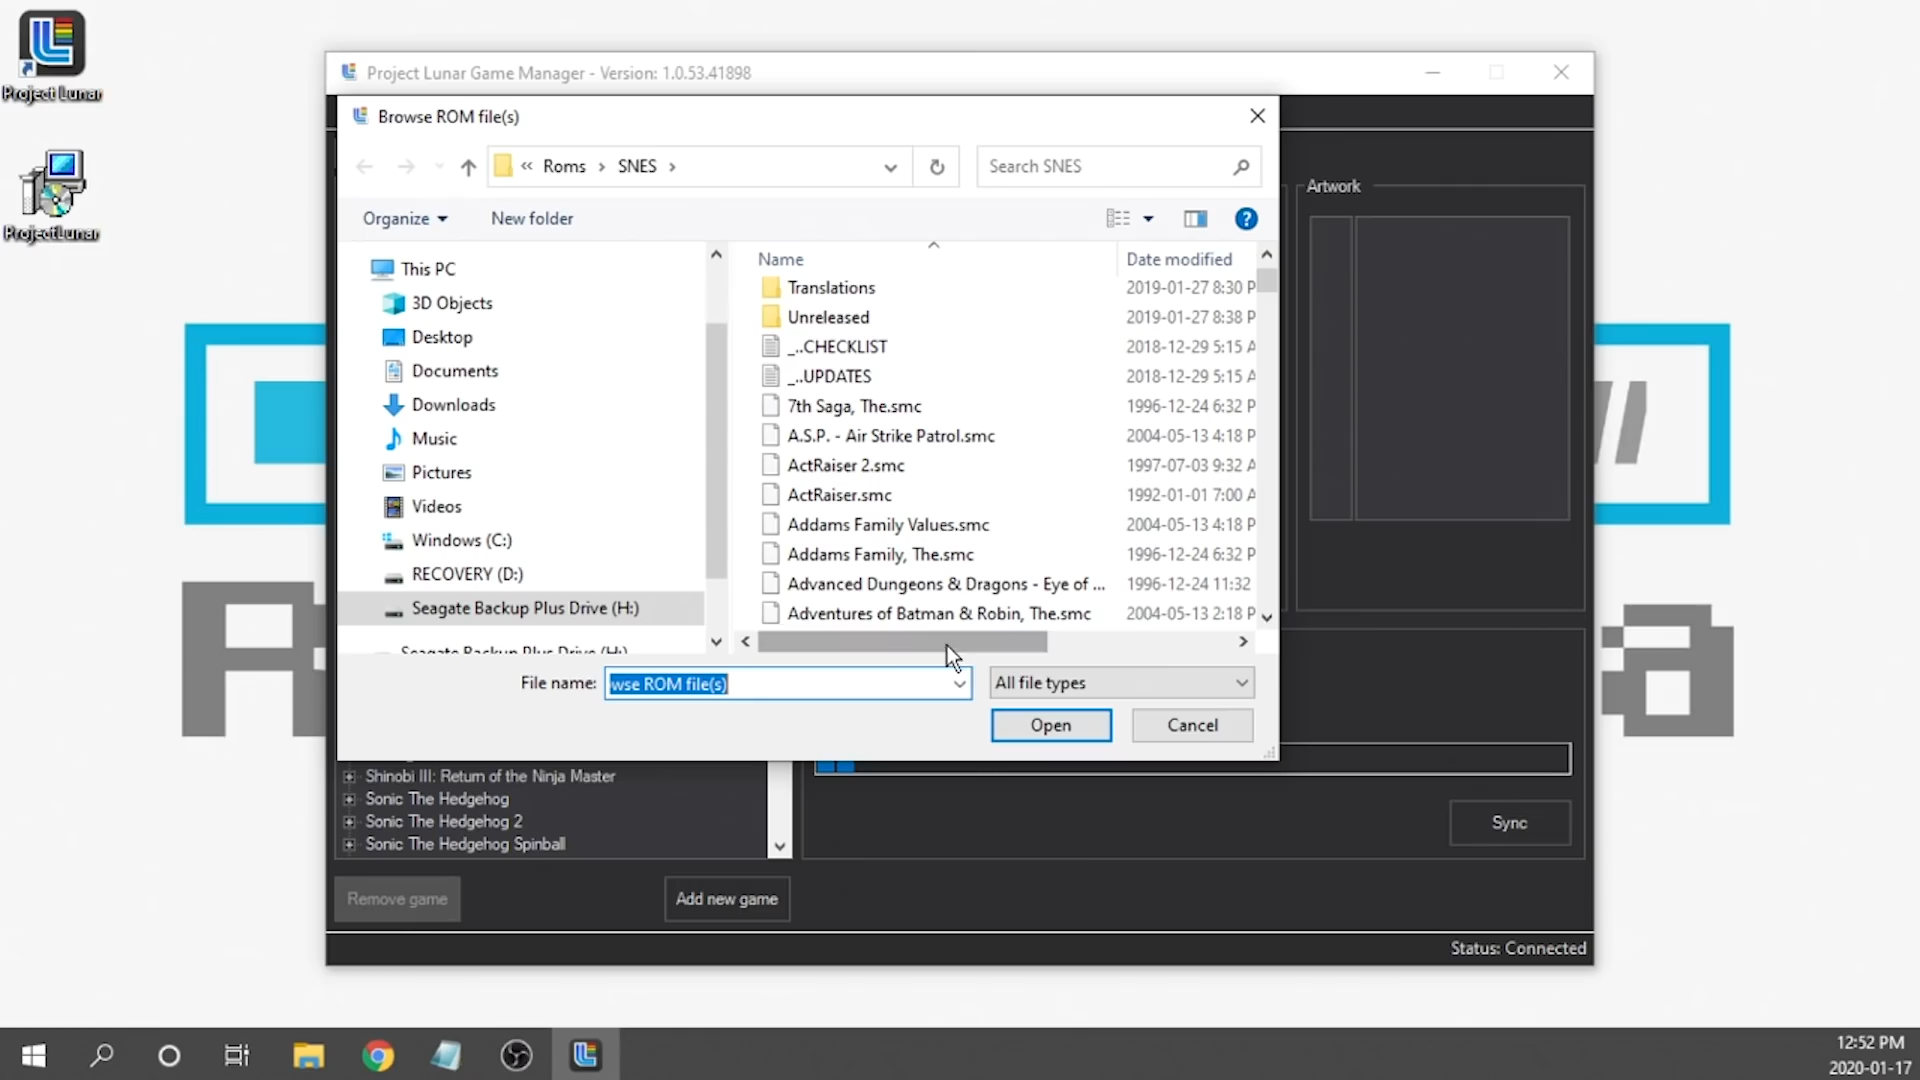 Project Lunar
ProjectLunar
Project Lunar Game Manager - Version: 1.0.53.41898
Browse ROM file(s)
« Roms › SNES ›
Search SNES
Organize
New folder
This PC
3D Objects
Desktop
Documents
Downloads
Music
Pictures
Videos
Windows (C:)
RECOVERY (D:)
Seagate Backup Plus Drive (H:)
Seagate Backup Plus Drive (H:)
Name
Date modified
Translations
2019-01-27 8:30 P
Unreleased
2019-01-27 8:38 P
_..CHECKLIST
2018-12-29 5:15 A
_..UPDATES
2018-12-29 5:15 A
7th Saga, The.smc
1996-12-24 6:32 P
A.S.P. - Air Strike Patrol.smc
2004-05-13 4:18 P
ActRaiser 2.smc
1997-07-03 9:32 A
ActRaiser.smc
1992-01-01 7:00 A
Addams Family Values.smc
2004-05-13 4:18 P
Addams Family, The.smc
1996-12-24 6:32 P
Advanced Dungeons & Dragons - Eye of ...
1996-12-24 11:32
Adventures of Batman & Robin, The.smc
2004-05-13 2:18 P
File name:
wse ROM file(s)
All file types
Open
Cancel
Artwork
Shinobi III: Return of the Ninja Master
Sonic The Hedgehog
Sonic The Hedgehog 2
Sonic The Hedgehog Spinball
Sync
Remove game
Add new game
Status: Connected
12:52 PM
2020-01-17